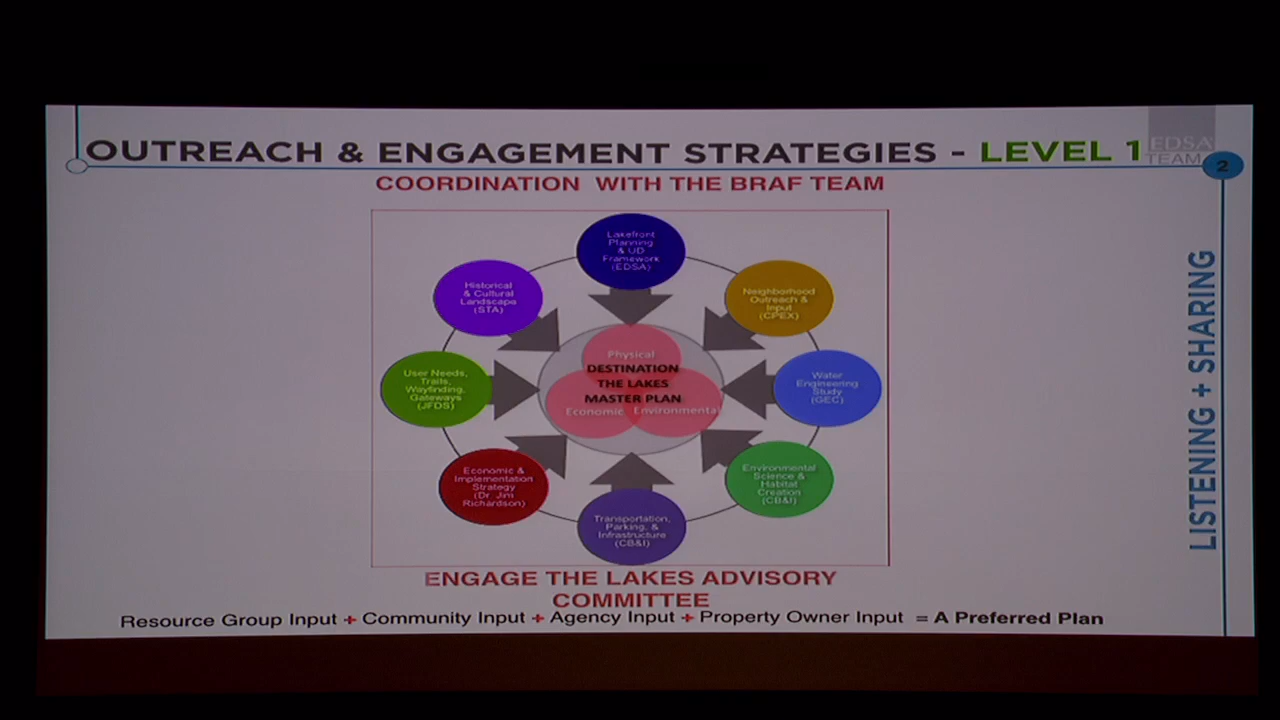 OUTREACH & ENGAGEMENT STRATEGIES - LEVEL 1
EDSA
TEAM
2
COORDINATION WITH THE BRAF TEAM
Lakefront
Planning
& UD
Framework
(EDSA)
Historical
& Cultural
Landscape
(STA)
Neighborhood
Outreach &
Input
(CPEX)
User Needs,
Trails,
Wayfinding,
Gateways
(JFDS)
Physical
DESTINATION
THE LAKES
MASTER PLAN
Economic Environmental
Water
Engineering
Study
(GEC)
Economic &
Implementation
Strategy
(Dr. Jim
Richardson)
Environmental
Science &
Habitat
Creation
(CB&I)
Transportation,
Parking, &
Infrastructure
(CB&I)
LISTENING + SHARING
ENGAGE THE LAKES ADVISORY
COMMITTEE
Resource Group Input + Community Input + Agency Input + Property Owner Input = A Preferred Plan